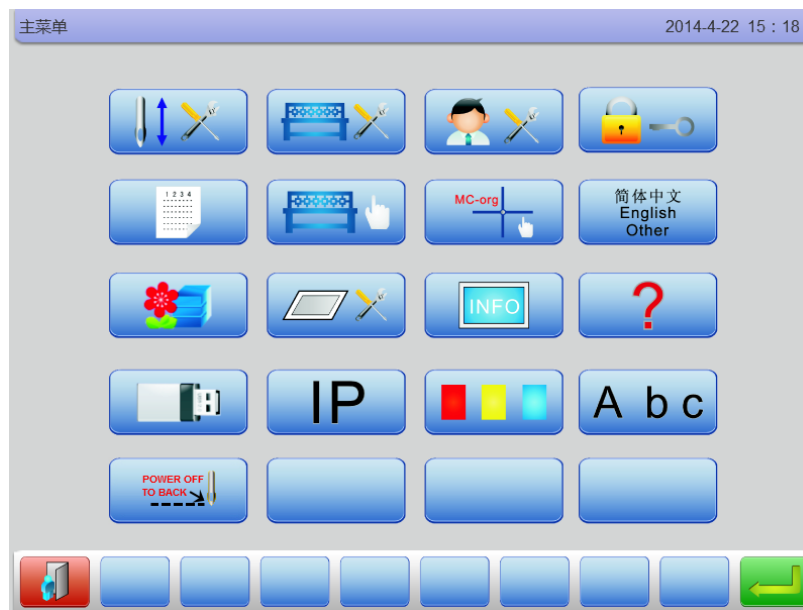 主菜单
2014-4-22 15：18
1 2 3 4
MC-org
简体中文
English
Other
INFO
?
IP
A b c
POWER OFF
TO BACK